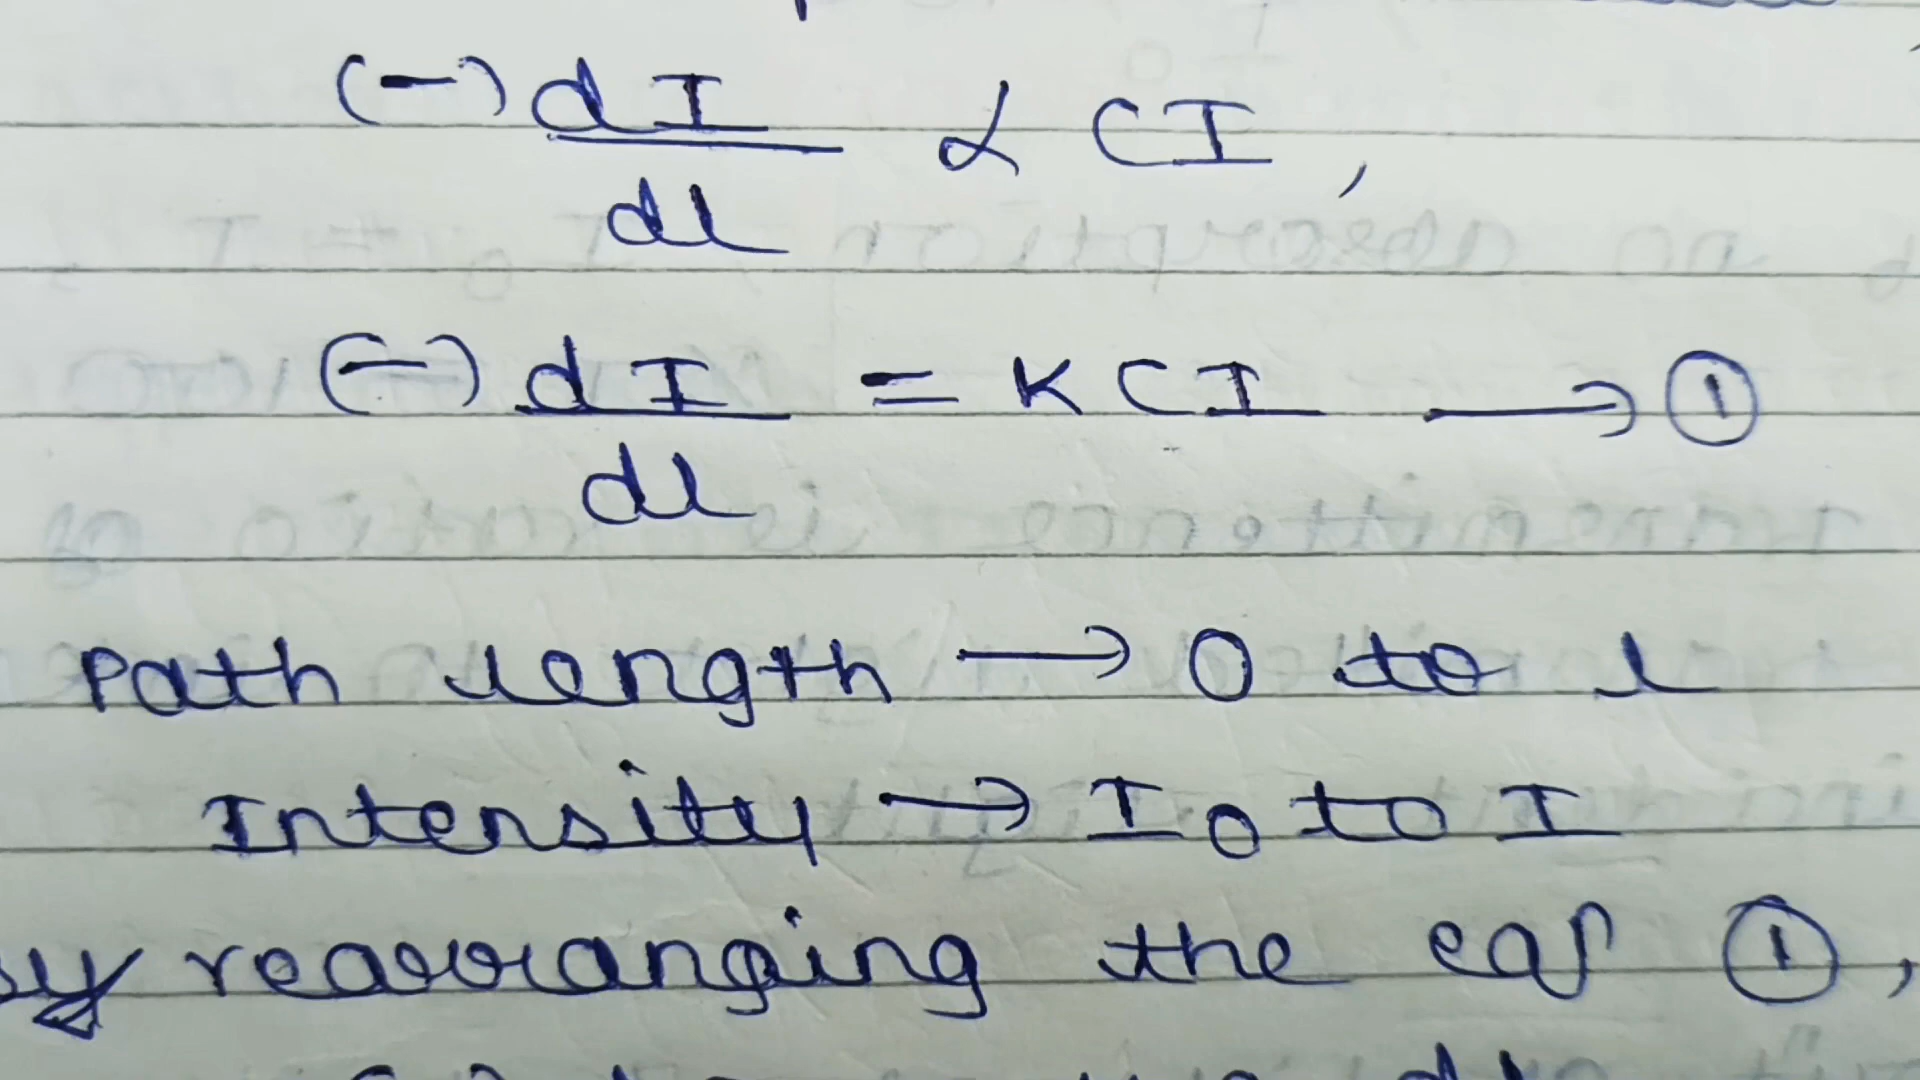 (-) dI / dl ∝ CI,
(-) dI / dl = KCI → ①
Path length → 0 to l
Intensity → I₀ to I
by rearranging the eqⁿ ①,